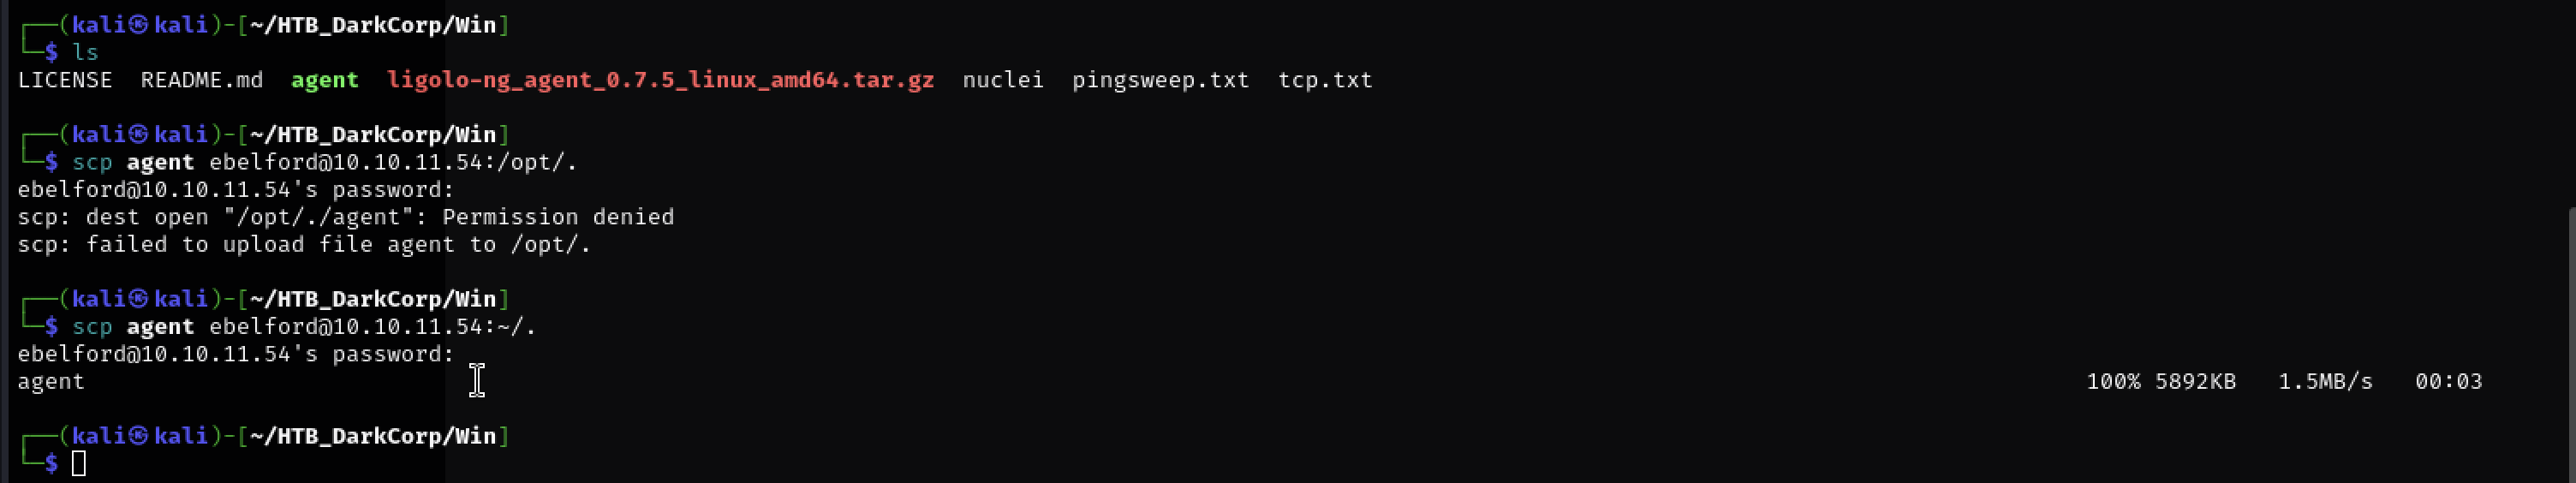 ┌──(kali㉿kali)-[~/HTB_DarkCorp/Win]
└─$ ls
LICENSE  README.md  agent  ligolo-ng_agent_0.7.5_linux_amd64.tar.gz  nuclei  pingsweep.txt  tcp.txt
┌──(kali㉿kali)-[~/HTB_DarkCorp/Win]
└─$ scp agent ebelford@10.10.11.54:/opt/.
ebelford@10.10.11.54's password:
scp: dest open "/opt/./agent": Permission denied
scp: failed to upload file agent to /opt/.
┌──(kali㉿kali)-[~/HTB_DarkCorp/Win]
└─$ scp agent ebelford@10.10.11.54:~/.
ebelford@10.10.11.54's password:
agent 100% 5892KB 1.5MB/s 00:03
┌──(kali㉿kali)-[~/HTB_DarkCorp/Win]
└─$